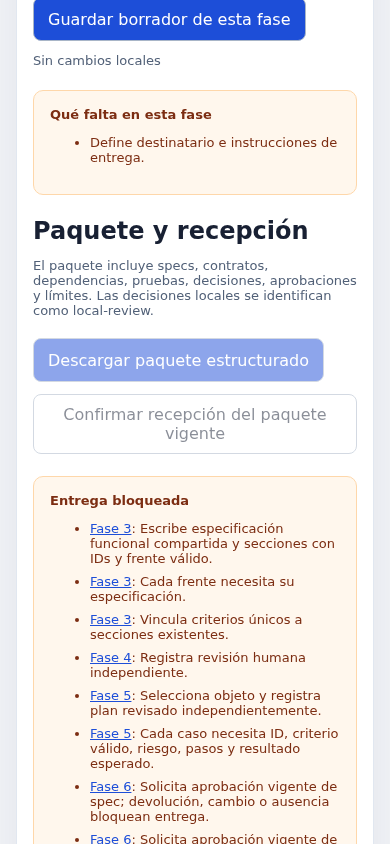 Guardar borrador de esta fase
Sin cambios locales
Qué falta en esta fase
• Define destinatario e instrucciones de
entrega.
Paquete y recepción
El paquete incluye specs, contratos,
dependencias, pruebas, decisiones, aprobaciones
y límites. Las decisiones locales se identifican
como local-review.
Descargar paquete estructurado
Confirmar recepción del paquete
vigente
Entrega bloqueada
• Fase 3: Escribe especificación
funcional compartida y secciones con
IDs y frente válido.
• Fase 3: Cada frente necesita su
especificación.
• Fase 3: Vincula criterios únicos a
secciones existentes.
• Fase 4: Registra revisión humana
independiente.
• Fase 5: Selecciona objeto y registra
plan revisado independientemente.
• Fase 5: Cada caso necesita ID, criterio
válido, riesgo, pasos y resultado
esperado.
• Fase 6: Solicita aprobación vigente de
spec; devolución, cambio o ausencia
bloquean entrega.
• Fase 6: Solicita aprobación vigente de